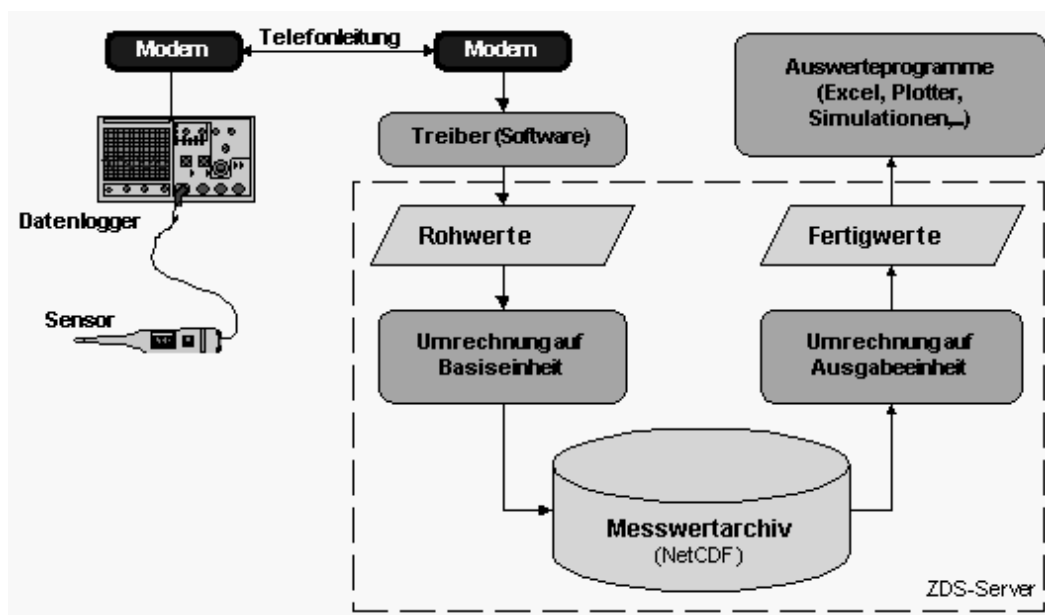 Modem
Telefonleitung
Modem
Auswerteprogramme
(Excel, Plotter,
Simulationen,...)
Treiber (Software)
Datenlogger
Rohwerte
Fertigwerte
Sensor
Umrechnung auf
Basiseinheit
Umrechnung auf
Ausgabeeinheit
Messwertarchiv
(NetCDF)
ZDS-Server